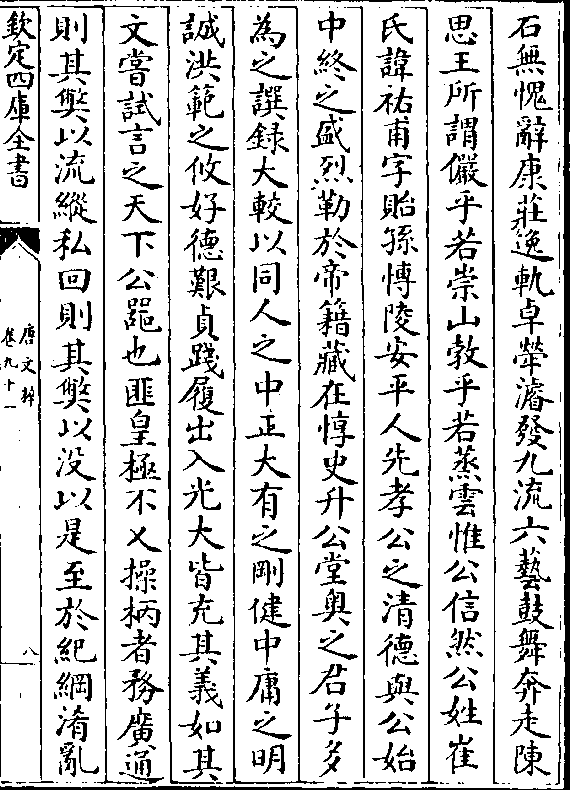 石無愧辭康莊逸軌卓犖濬發九流六藝鼓舞奔走陳
思王所謂儼乎若崇山敦乎若蒸雲惟公信然公姓崔
氏諱祐甫字貽孫愽陵安平人先孝公之清德與公始
中終之盛烈勒於帝籍藏在惇史升公堂奥之君子多
為之譔録大較以同人之中正大有之剛健中庸之明
誠洪範之攸好德艱貞踐履出入光大皆充其義如其
文嘗試言之天下公器也匪皇極不乂操柄者務廣通
則其弊以流縱私回則其弊以没以是至於紀綱淆亂
欽定四庫全書
唐文粹
卷九十一
八